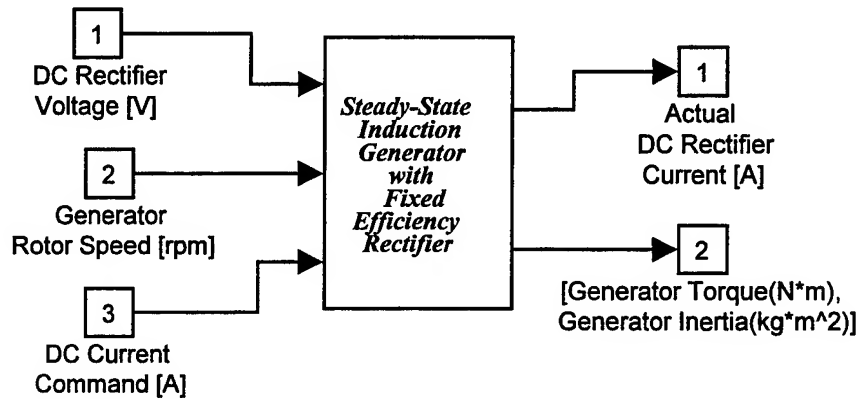 1
DC Rectifier
Voltage [V]
2
Generator
Rotor Speed [rpm]
3
DC Current
Command [A]
Steady-State
Induction
Generator
with
Fixed
Efficiency
Rectifier
1
Actual
DC Rectifier
Current [A]
2
[Generator Torque(N*m),
Generator Inertia(kg*m^2)]